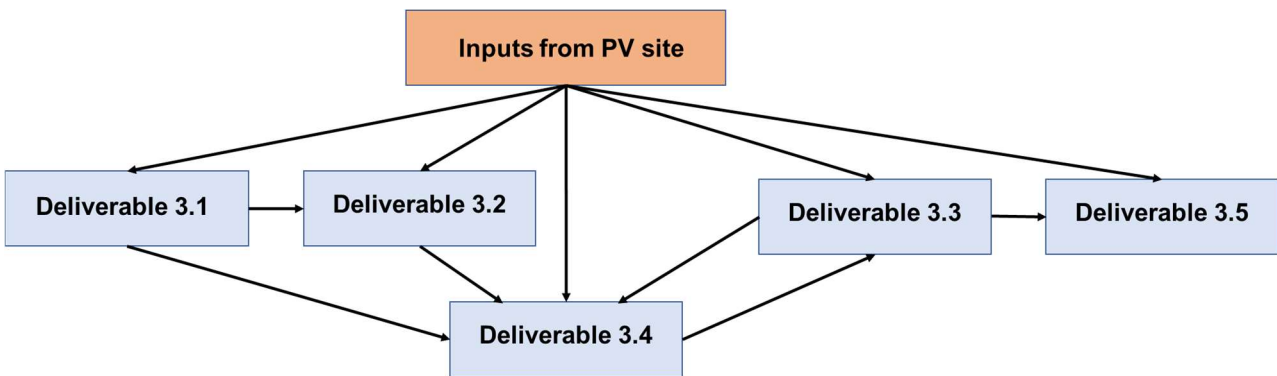 Inputs from PV site
Deliverable 3.1
Deliverable 3.2
Deliverable 3.3
Deliverable 3.5
Deliverable 3.4